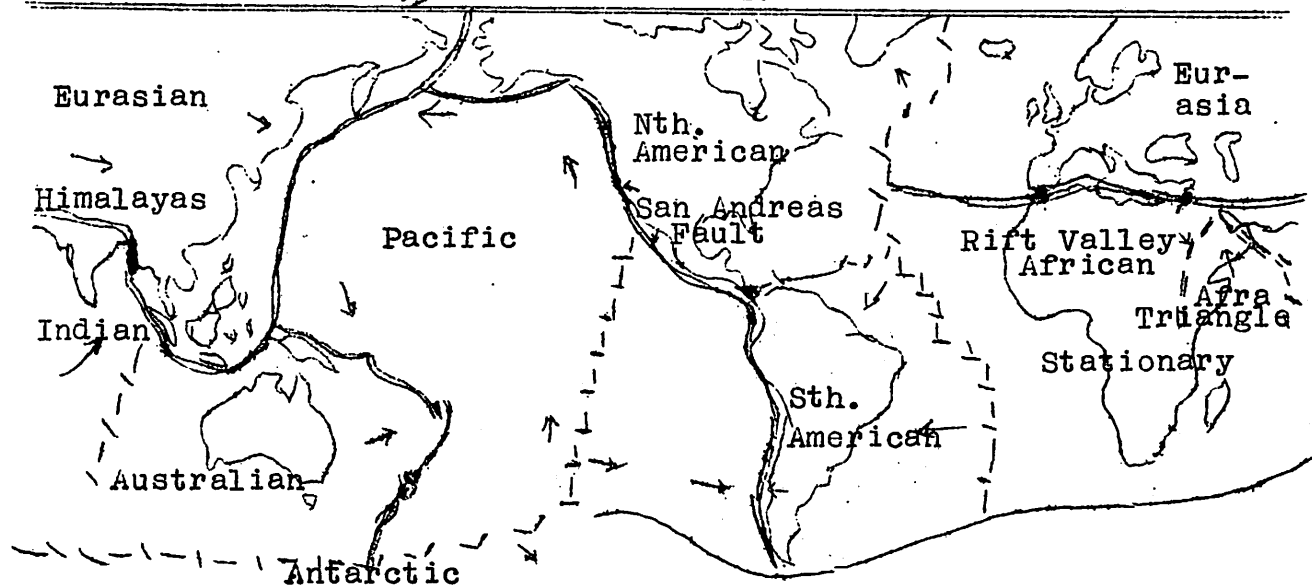 Eurasian
Himalayas
Indian
Australian
Antarctic
Pacific
Nth.
American
San Andreas
Fault
Sth.
American
Eur-
asia
Rift Valley
African
Afra
Triangle
Stationary